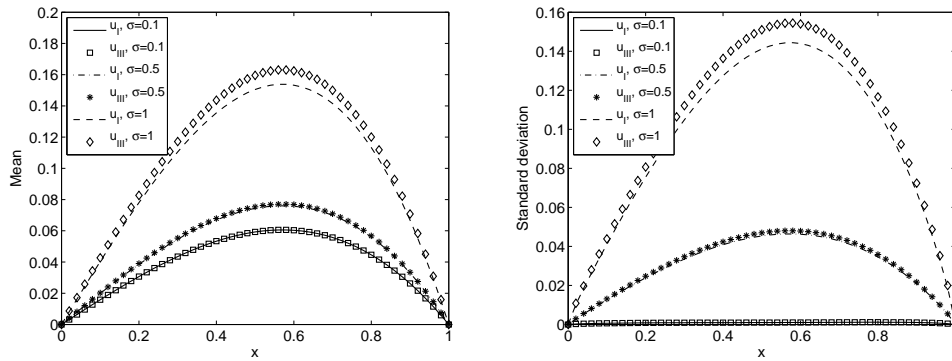 0.2
0.18
0.16
0.14
0.12
0.1
0.08
0.06
0.04
0.02
0
Mean
u_I, σ=0.1
u_III, σ=0.1
u_I, σ=0.5
u_III, σ=0.5
u_I, σ=1
u_III, σ=1
0 0.2 0.4 0.6 0.8 1
x
0.16
0.14
0.12
0.1
0.08
0.06
0.04
0.02
0
Standard deviation
u_I, σ=0.1
u_III, σ=0.1
u_I, σ=0.5
u_III, σ=0.5
u_I, σ=1
u_III, σ=1
0 0.2 0.4 0.6 0.8
x